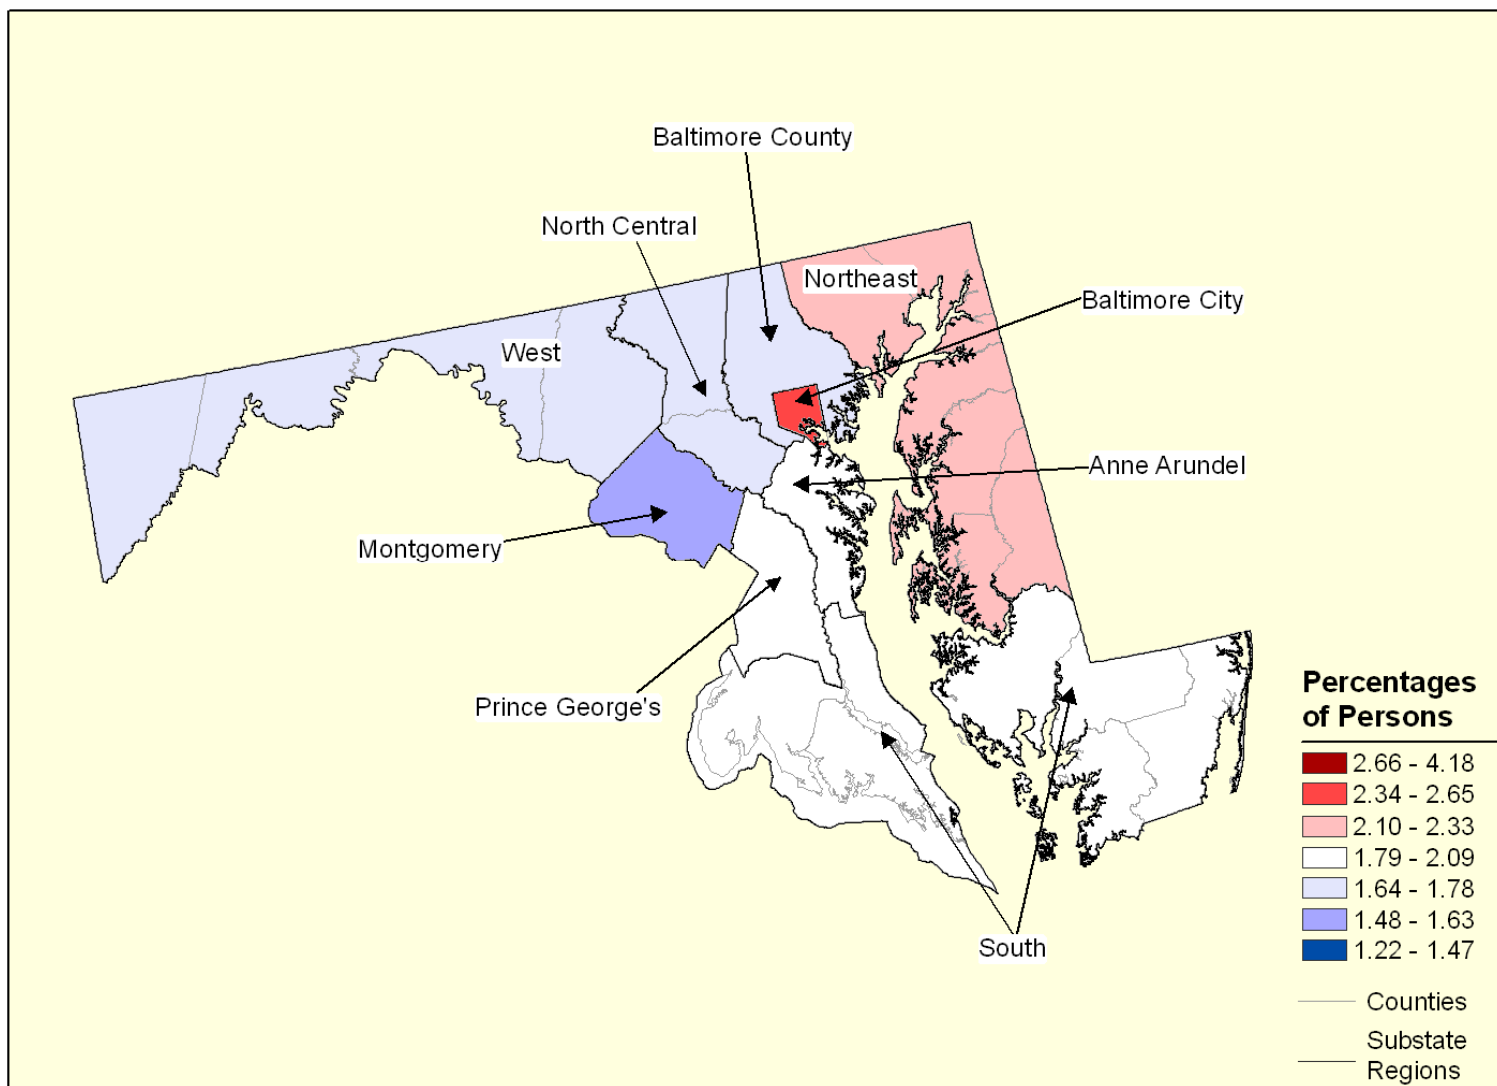 Baltimore County
North Central
Northeast
Baltimore City
West
Anne Arundel
Montgomery
Prince George's
South
Percentages
of Persons
2.66 - 4.18
2.34 - 2.65
2.10 - 2.33
1.79 - 2.09
1.64 - 1.78
1.48 - 1.63
1.22 - 1.47
Counties
Substate
Regions